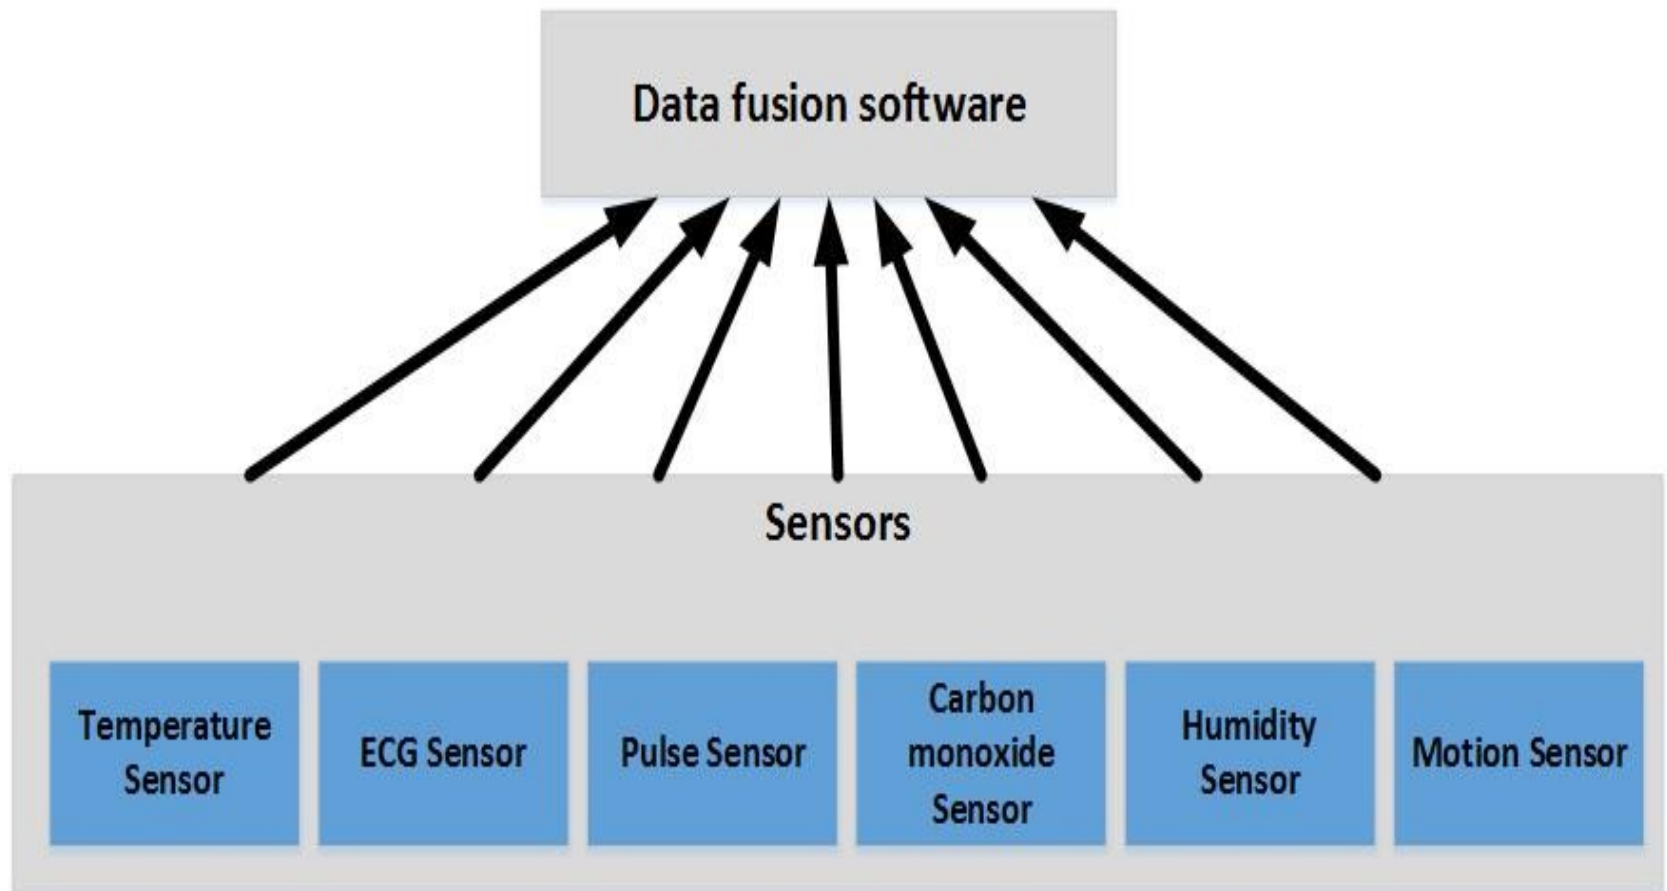 Data fusion software
Sensors
Temperature
Sensor
ECG Sensor
Pulse Sensor
Carbon
monoxide
Sensor
Humidity
Sensor
Motion Sensor